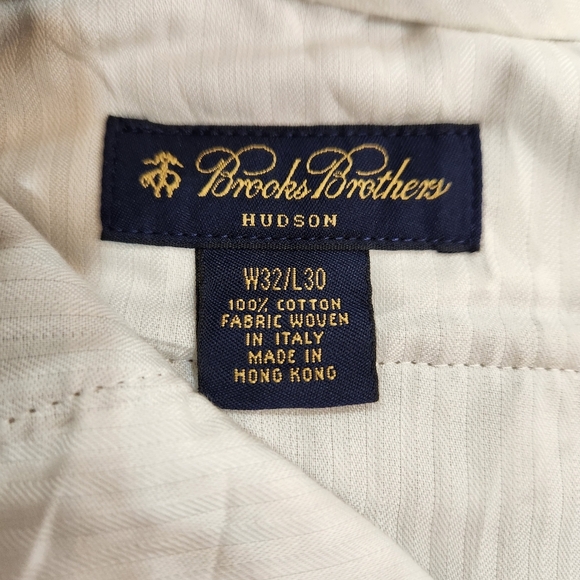 Brooks Brothers
HUDSON
W32/L30
100% COTTON
FABRIC WOVEN
IN ITALY
MADE IN
HONG KONG